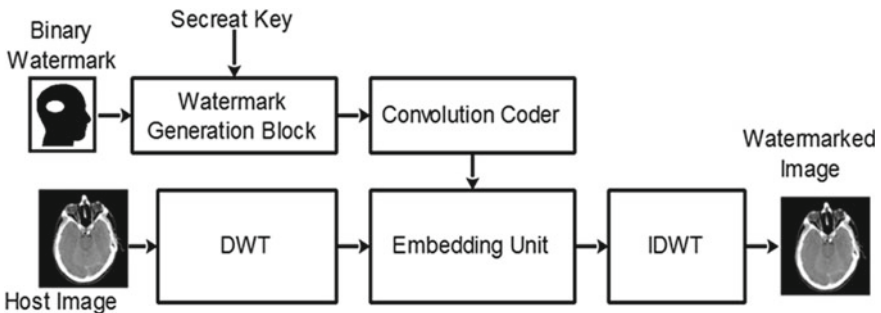 Binary
Watermark
Secreat Key
Watermark
Generation Block
Convolution Coder
Watermarked
Image
DWT
Embedding Unit
IDWT
Host Image